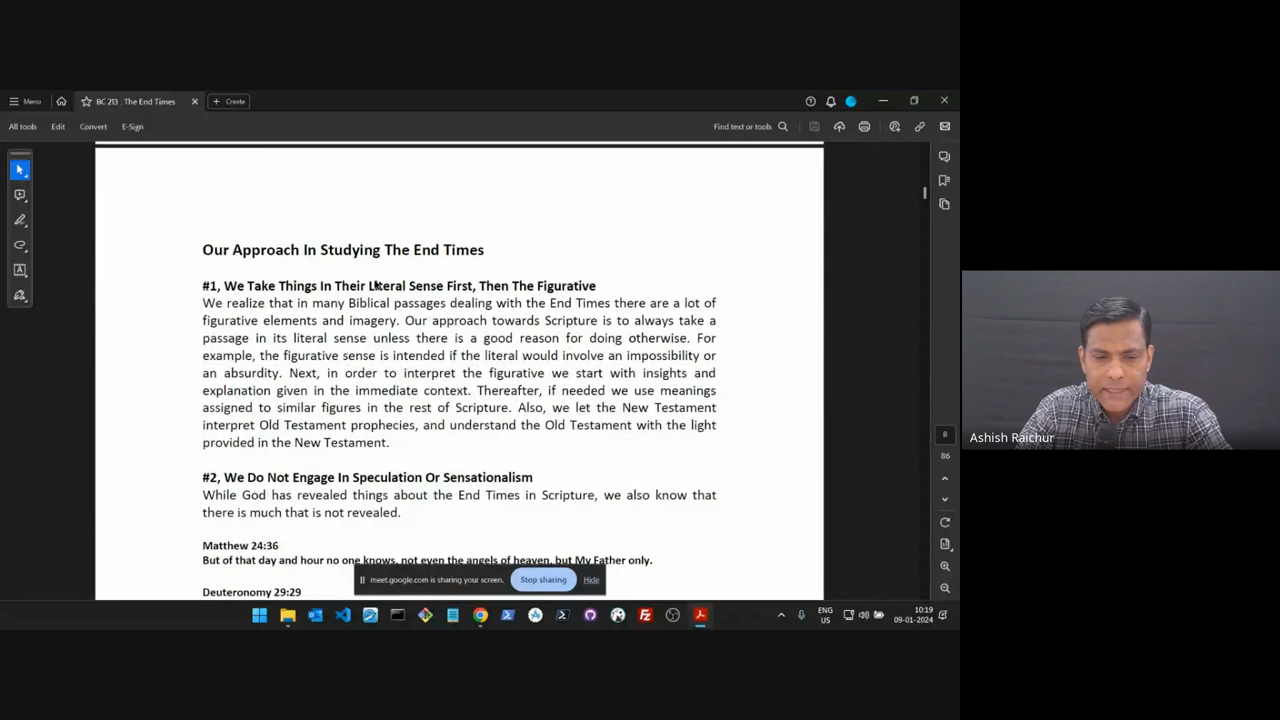 Menu
BC 213 : The End Times
Create
All tools
Edit
Convert
E-Sign
Find text or tools
Our Approach In Studying The End Times
#1, We Take Things In Their Literal Sense First, Then The Figurative
We realize that in many Biblical passages dealing with the End Times there are a lot of
figurative elements and imagery. Our approach towards Scripture is to always take a
passage in its literal sense unless there is a good reason for doing otherwise. For
example, the figurative sense is intended if the literal would involve an impossibility or
an absurdity. Next, in order to interpret the figurative we start with insights and
explanation given in the immediate context. Thereafter, if needed we use meanings
assigned to similar figures in the rest of Scripture. Also, we let the New Testament
interpret Old Testament prophecies, and understand the Old Testament with the light
provided in the New Testament.
#2, We Do Not Engage In Speculation Or Sensationalism
While God has revealed things about the End Times in Scripture, we also know that
there is much that is not revealed.
Matthew 24:36
But of that day and hour no one knows, not even the angels of heaven, but My Father only.
Deuteronomy 29:29
meet.google.com is sharing your screen.
Stop sharing
Hide
8
86
ENG
US
10:19
09-01-2024
Ashish Raichur